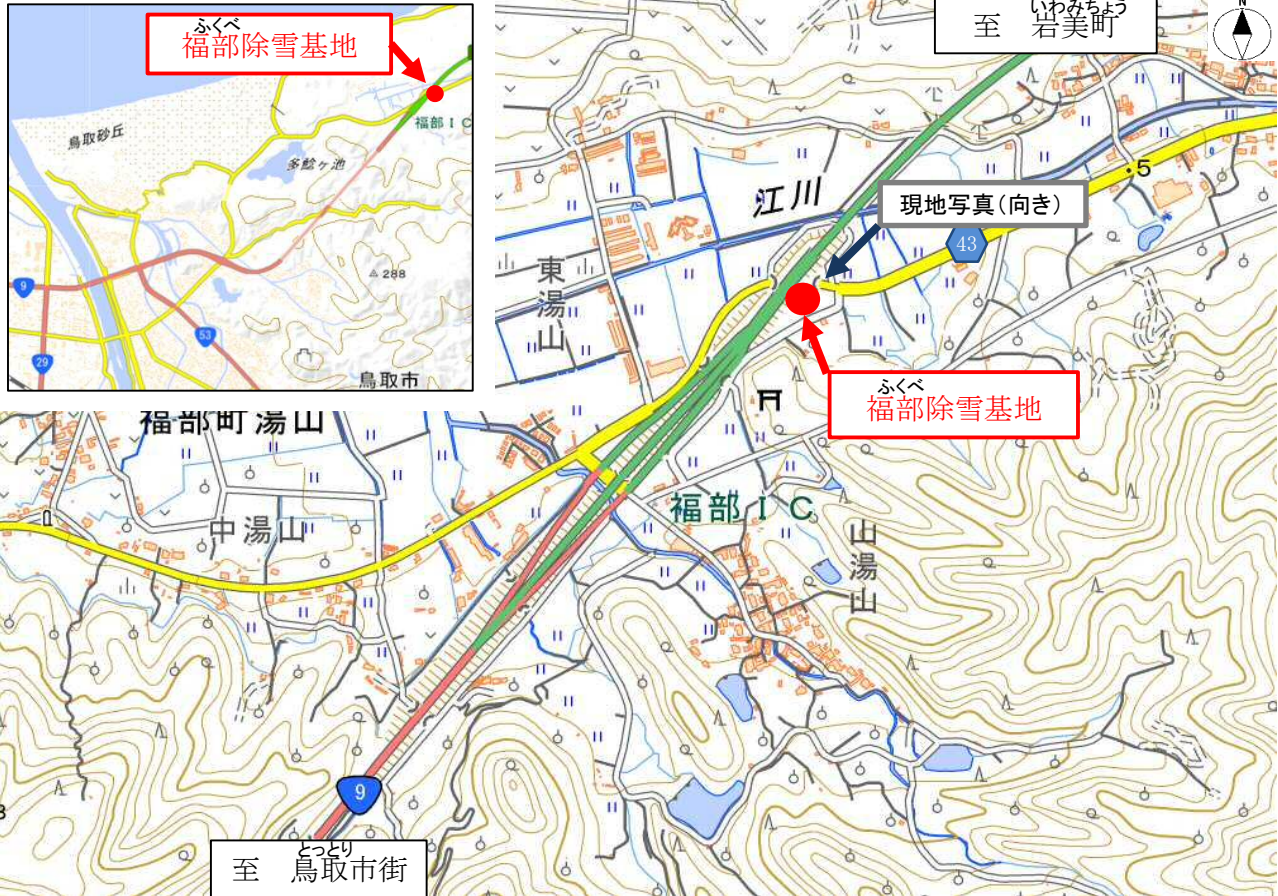 ふくべ
福部除雪基地
鳥取砂丘
多鯰ヶ池
福部ＩＣ
288
9
53
29
鳥取市
いわみちょう
至 岩美町
N
江川
現地写真（向き）
5
43
東湯山
ふくべ
福部除雪基地
福部町湯山
中湯山
福部ＩＣ
山湯山
9
とっとり
至 鳥取市街